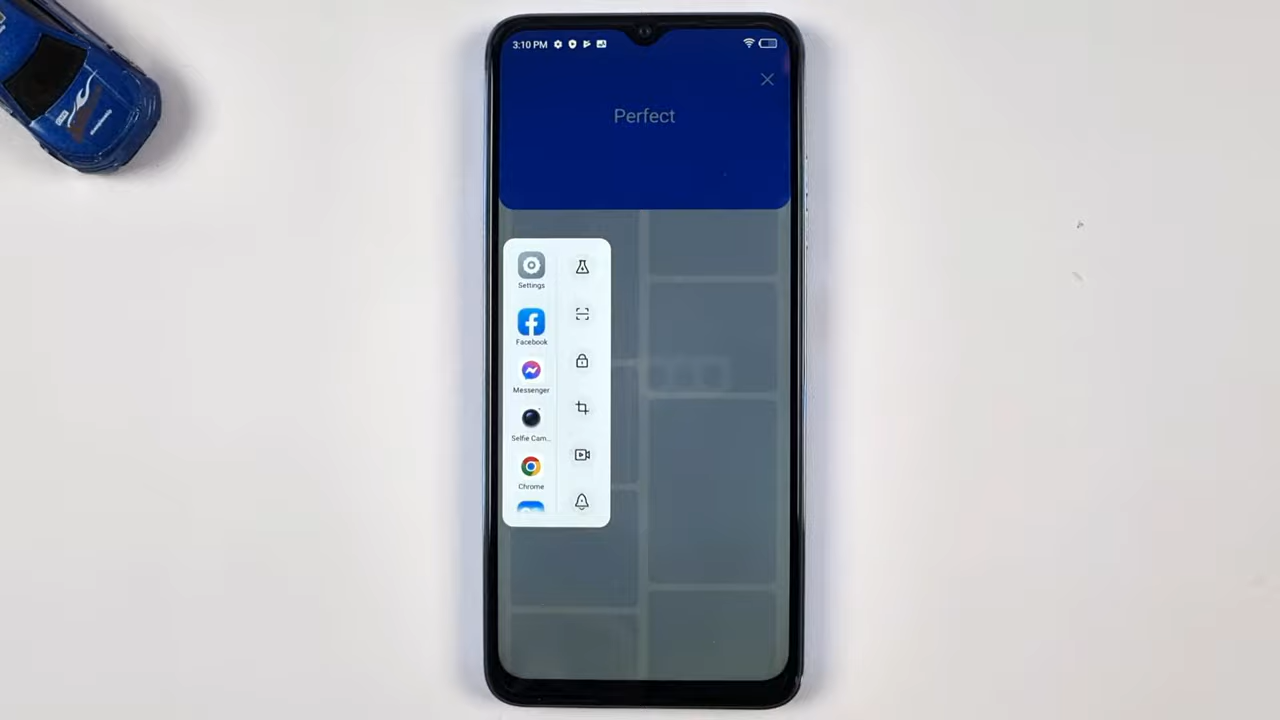 3:10 PM
Perfect
Settings
Facebook
Messenger
Selfie Cam...
Chrome